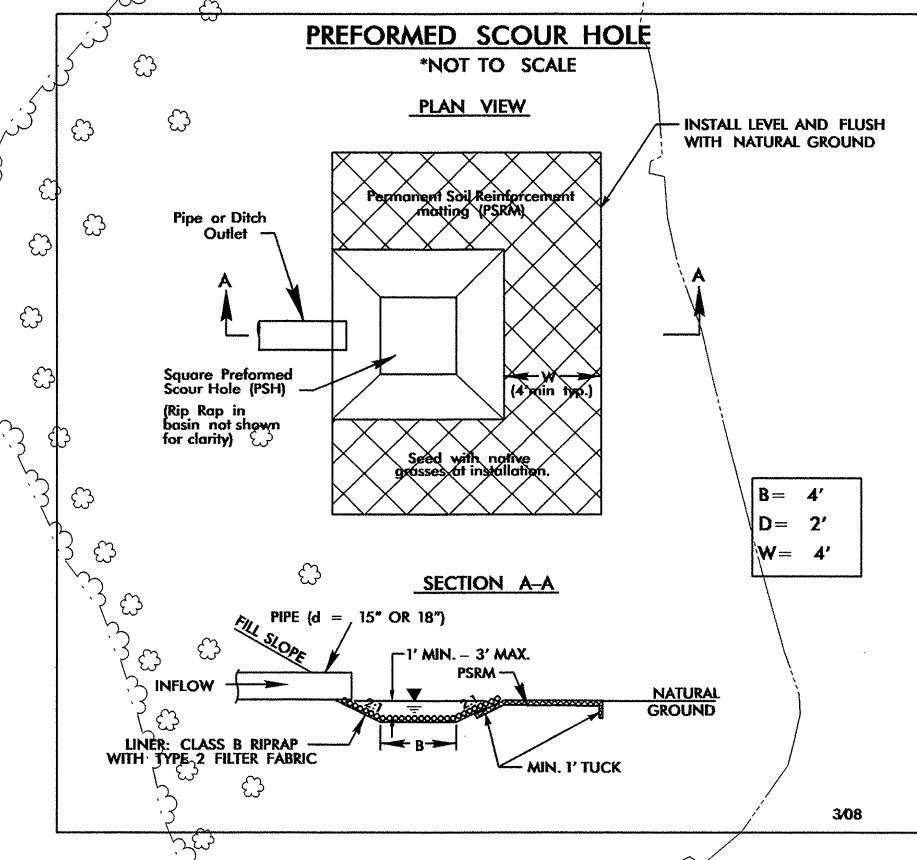 PREFORMED SCOUR HOLE
*NOT TO SCALE
PLAN VIEW
INSTALL LEVEL AND FLUSH
WITH NATURAL GROUND
Permanent Soil Reinforcement
matting (PSRM)
Pipe or Ditch
Outlet
A
A
Square Preformed
Scour Hole (PSH)
(Rip Rap in
basin not shown
for clarity)
W
(4'min typ.)
Seed with native
grasses at installation.
B= 4'
D= 2'
W= 4'
SECTION A-A
PIPE (d = 15" OR 18")
FILL SLOPE
1' MIN. - 3' MAX.
PSRM
INFLOW
2:1
2:1
NATURAL
GROUND
LINER: CLASS B RIPRAP
WITH TYPE 2 FILTER FABRIC
B
MIN. 1' TUCK
3/08